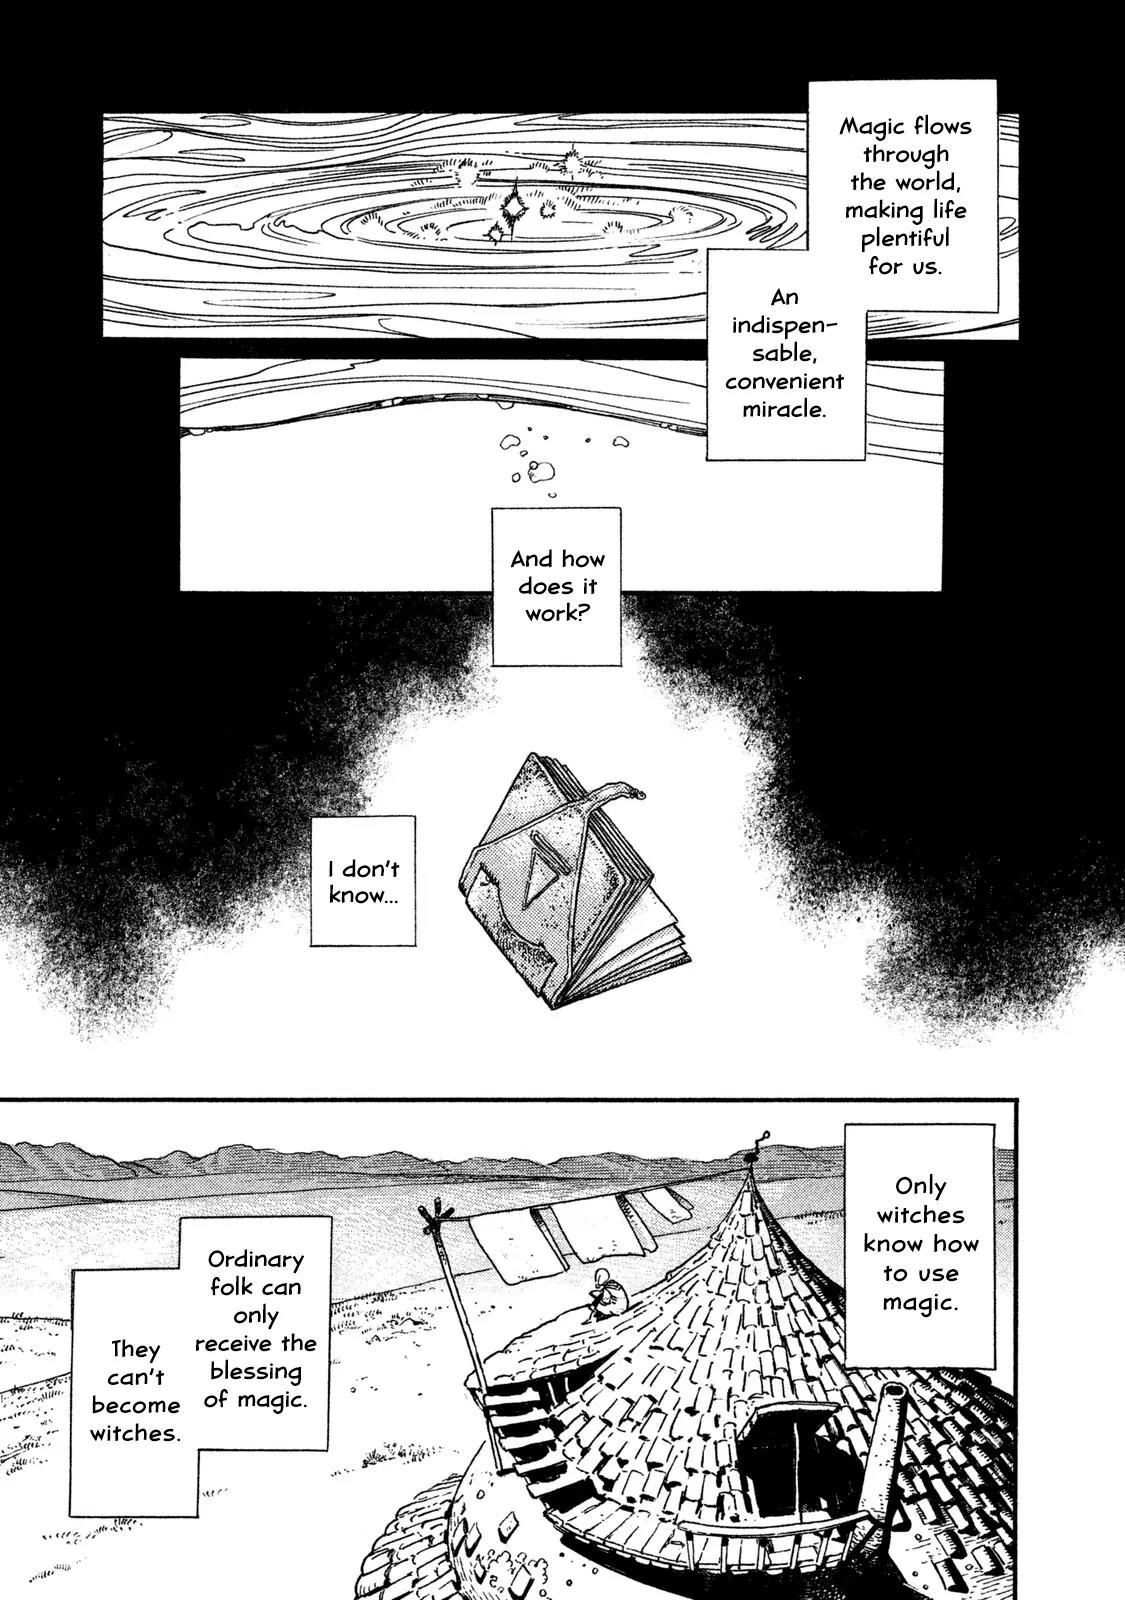 Magic flows
through
the world,
making life
plentiful
for us.
An
indispen-
sable,
convenient
miracle.
And how
does it
work?
I don't
know...
Only
witches
know how
to use
magic.
Ordinary
folk can
only
receive the
blessing
of magic.
They
can't
become
witches.